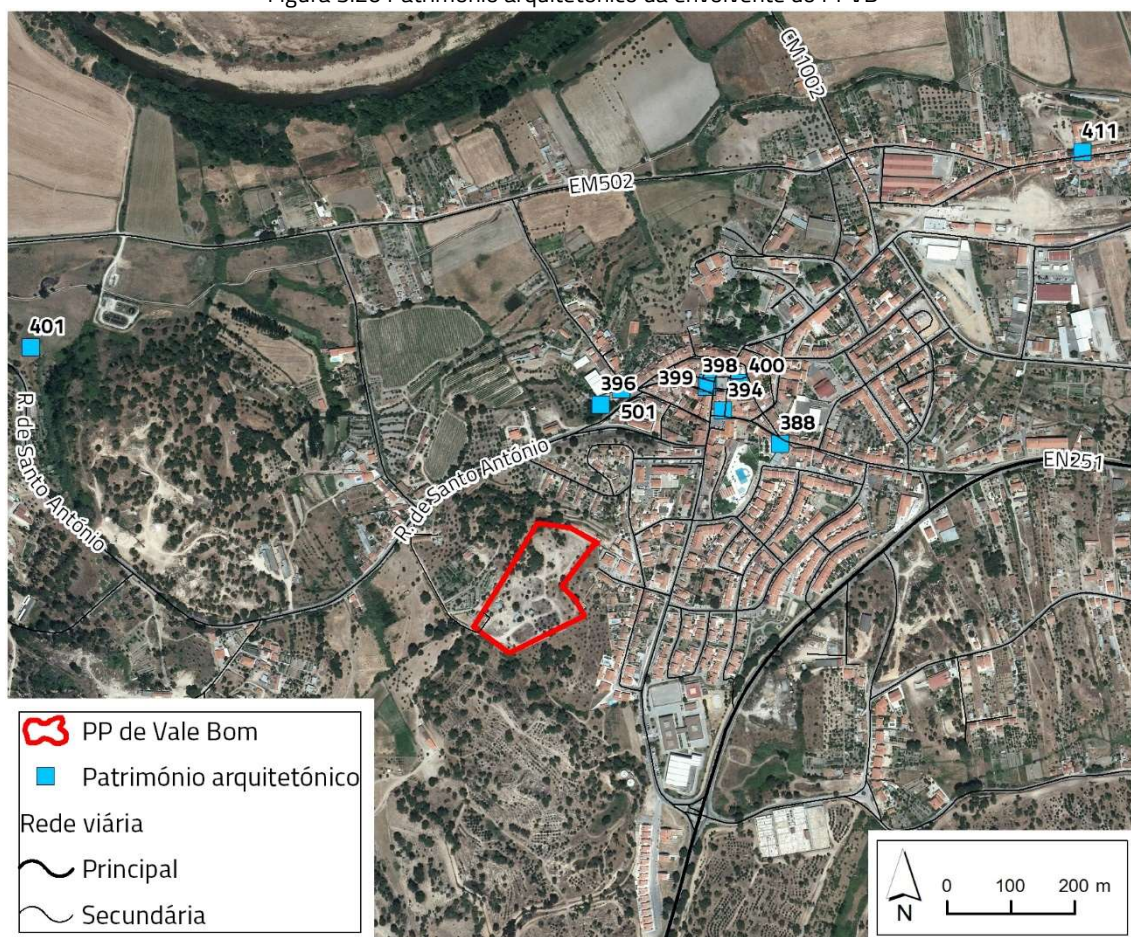 CM1002
411
EM502
401
398
400
399
396
394
501
388
R. de Santo António
R. de Santo António
EN251
PP de Vale Bom
Património arquitetónico
Rede viária
Principal
Secundária
N
0 100 200 m